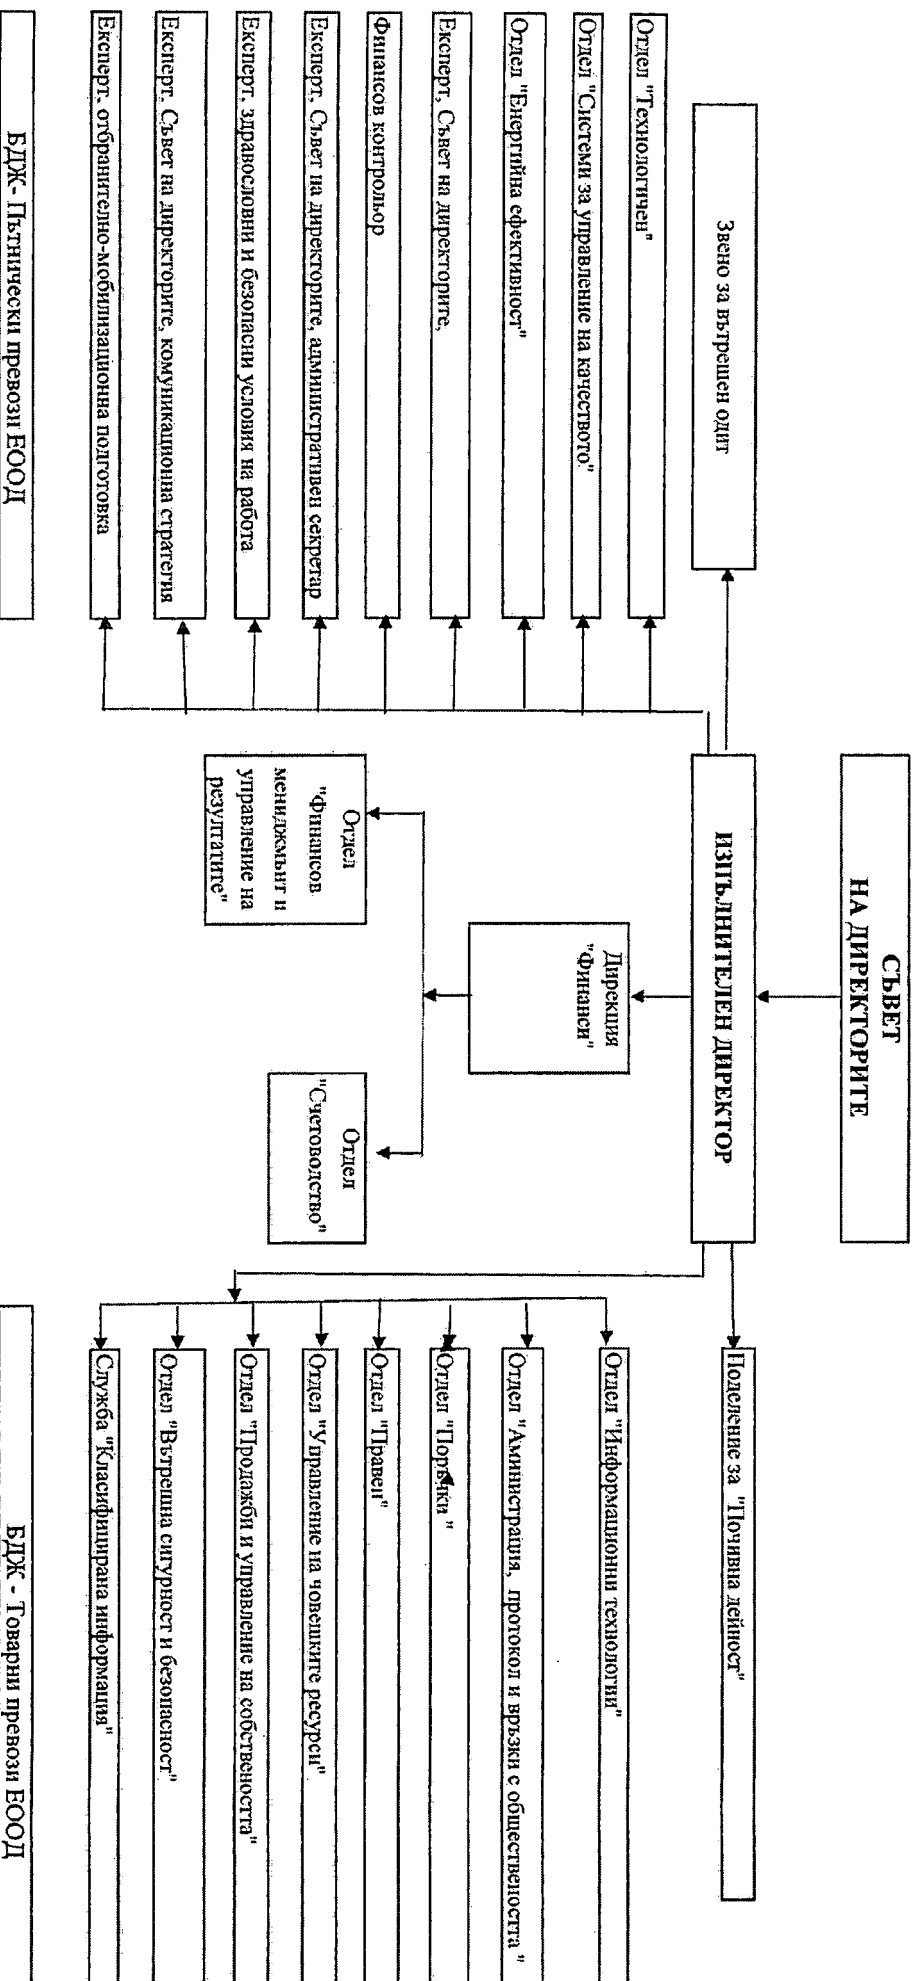 СЪВЕТ
НА ДИРЕКТОРИТЕ
ИЗПЪЛНИТЕЛЕН ДИРЕКТОР
Звено за вътрешен одит
Поделение за "Почивна дейност"
Отдел "Технологичен"
Отдел "Системи за управление на качеството"
Отдел "Енергийна ефективност"
Експерт, Съвет на директорите,
Финансов контрольор
Експерт, Съвет на директорите, административен секретар
Експерт, здравословни и безопасни условия на работа
Експерт, Съвет на директорите, комуникационна стратегия
Експерт, отбранително-мобилизационна подготовка
Дирекция
"Финанси"
Отдел
"Финансов
мениджмънт и
управление на
резултатите"
Отдел
"Счетоводство"
Отдел "Информационни технологии"
Отдел "Аминистрация, протокол и връзки с обществеността "
Отдел "Поръчки "
Отдел "Правен"
Отдел "Управление на човешките ресурси"
Отдел "Продажби и управление на собствеността"
Отдел "Вътрешна сигурност и безопасност"
Служба "Класифицирана информация"
БДЖ- Пътнически превози ЕООД
БДЖ - Товарни превози ЕООД